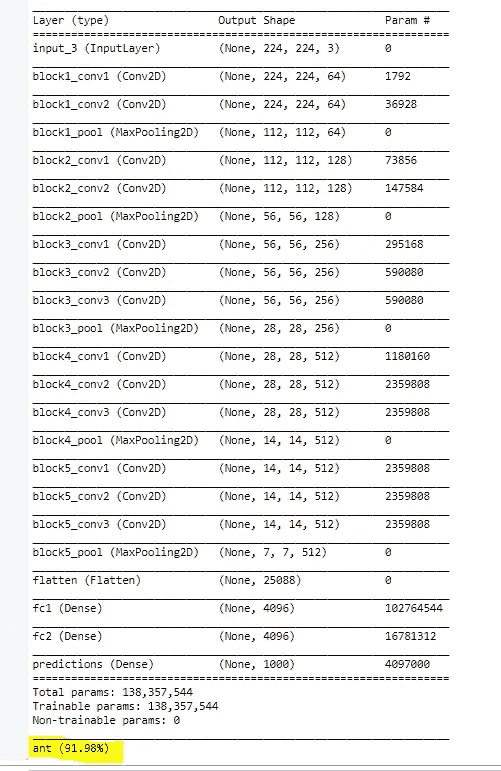 Layer (type) Output Shape Param #
input_3 (InputLayer) (None, 224, 224, 3) 0
block1_conv1 (Conv2D) (None, 224, 224, 64) 1792
block1_conv2 (Conv2D) (None, 224, 224, 64) 36928
block1_pool (MaxPooling2D) (None, 112, 112, 64) 0
block2_conv1 (Conv2D) (None, 112, 112, 128) 73856
block2_conv2 (Conv2D) (None, 112, 112, 128) 147584
block2_pool (MaxPooling2D) (None, 56, 56, 128) 0
block3_conv1 (Conv2D) (None, 56, 56, 256) 295168
block3_conv2 (Conv2D) (None, 56, 56, 256) 590080
block3_conv3 (Conv2D) (None, 56, 56, 256) 590080
block3_pool (MaxPooling2D) (None, 28, 28, 256) 0
block4_conv1 (Conv2D) (None, 28, 28, 512) 1180160
block4_conv2 (Conv2D) (None, 28, 28, 512) 2359808
block4_conv3 (Conv2D) (None, 28, 28, 512) 2359808
block4_pool (MaxPooling2D) (None, 14, 14, 512) 0
block5_conv1 (Conv2D) (None, 14, 14, 512) 2359808
block5_conv2 (Conv2D) (None, 14, 14, 512) 2359808
block5_conv3 (Conv2D) (None, 14, 14, 512) 2359808
block5_pool (MaxPooling2D) (None, 7, 7, 512) 0
flatten (Flatten) (None, 25088) 0
fc1 (Dense) (None, 4096) 102764544
fc2 (Dense) (None, 4096) 16781312
predictions (Dense) (None, 1000) 4097000
Total params: 138,357,544
Trainable params: 138,357,544
Non-trainable params: 0
ant (91.98%)